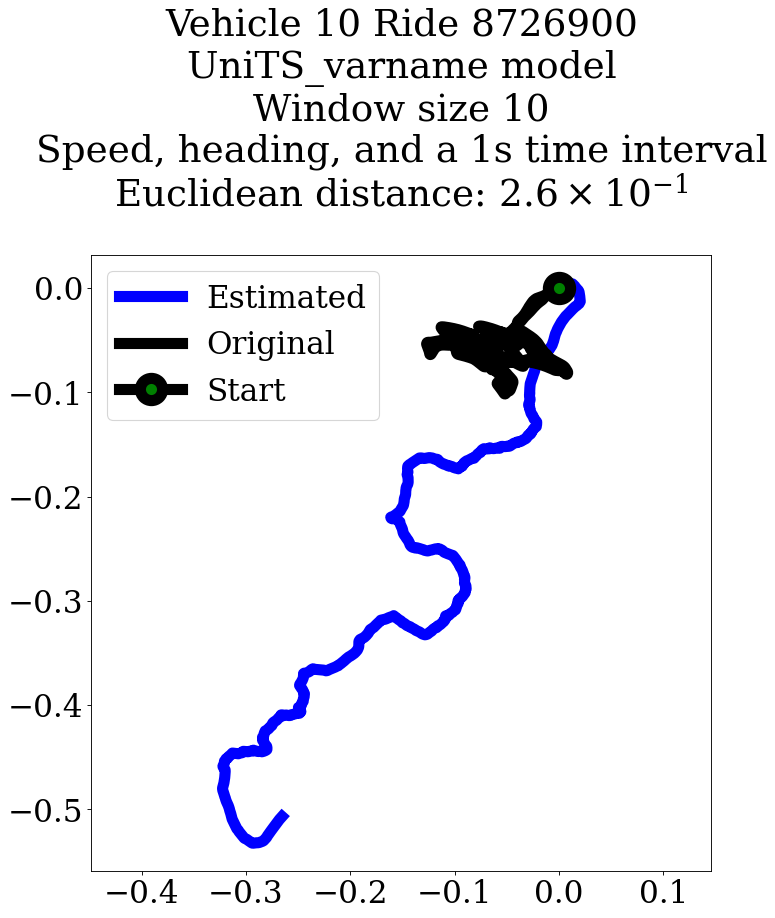 Vehicle 10 Ride 8726900
UniTS_varname model
Window size 10
Speed, heading, and a 1s time interval
Euclidean distance: 2.6 × 10⁻¹
Estimated
Original
Start
0.0
−0.1
−0.2
−0.3
−0.4
−0.5
−0.4 −0.3 −0.2 −0.1 0.0 0.1